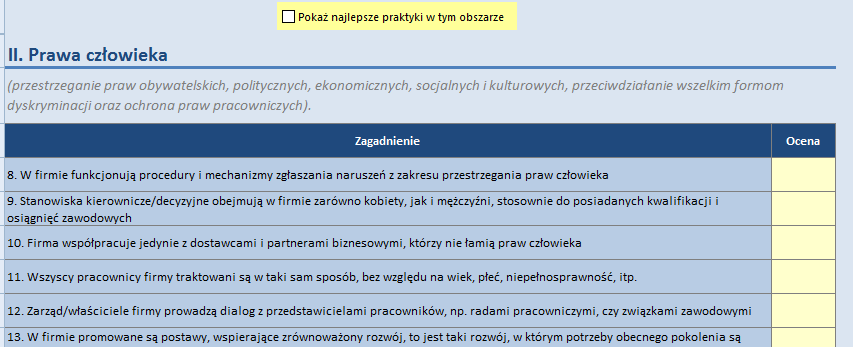 Pokaż najlepsze praktyki w tym obszarze
II. Prawa człowieka
(przestrzeganie praw obywatelskich, politycznych, ekonomicznych, socjalnych i kulturowych, przeciwdziałanie wszelkim formom
dyskryminacji oraz ochrona praw pracowniczych).
Zagadnienie Ocena
8. W firmie funkcjonują procedury i mechanizmy zgłaszania naruszeń z zakresu przestrzegania praw człowieka
9. Stanowiska kierownicze/decyzyjne obejmują w firmie zarówno kobiety, jak i mężczyźni, stosownie do posiadanych kwalifikacji i
osiągnięć zawodowych
10. Firma współpracuje jedynie z dostawcami i partnerami biznesowymi, którzy nie łamią praw człowieka
11. Wszyscy pracownicy firmy traktowani są w taki sam sposób, bez względu na wiek, płeć, niepełnosprawność, itp.
12. Zarząd/właściciele firmy prowadzą dialog z przedstawicielami pracowników, np. radami pracowniczymi, czy związkami zawodowymi
13. W firmie promowane są postawy, wspierające zrównoważony rozwój, to jest taki rozwój, w którym potrzeby obecnego pokolenia są